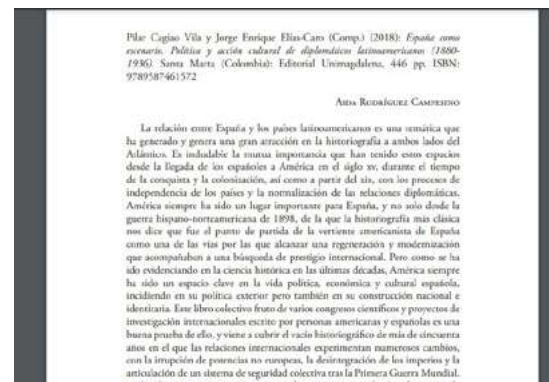 Pilar Cagiao Vila y Jorge Enrique Elías-Caro (Comp.) (2018): España como
escenario. Política y acción cultural de diplomáticos latinoamericanos (1880-
1936). Santa Marta (Colombia): Editorial Unimagdalena, 446 pp. ISBN:
9789587461572
Aida Rodríguez Campesino
La relación entre España y los países latinoamericanos es una temática que
ha generado y genera una gran atracción en la historiografía a ambos lados del
Atlántico. Es indudable la mutua importancia que han tenido estos espacios
desde la llegada de los españoles a América en el siglo xv, durante el tiempo
de la conquista y la colonización, así como a partir del xix, con los procesos de
independencia de los países y la normalización de las relaciones diplomáticas.
América siempre ha sido un lugar importante para España, y no solo desde la
guerra hispano-norteamericana de 1898, de la que la historiografía más clásica
nos dice que fue el punto de partida de la vertiente americanista de España
como una de las vías por las que alcanzar una regeneración y modernización
que acompañaban a una búsqueda de prestigio internacional. Pero como se ha
ido evidenciando en la ciencia histórica en las últimas décadas, América siempre
ha sido un espacio clave en la vida política, económica y cultural española,
incidiendo en su política exterior pero también en su construcción nacional e
identitaria. Este libro colectivo fruto de varios congresos científicos y proyectos de
investigación internacionales escrito por personas americanas y españolas es una
buena prueba de ello, y viene a cubrir el vacío historiográfico de más de cincuenta
años en el que las relaciones internacionales experimentan numerosos cambios,
con la irrupción de potencias no europeas, la desintegración de los imperios y la
articulación de un sistema de seguridad colectiva tras la Primera Guerra Mundial.